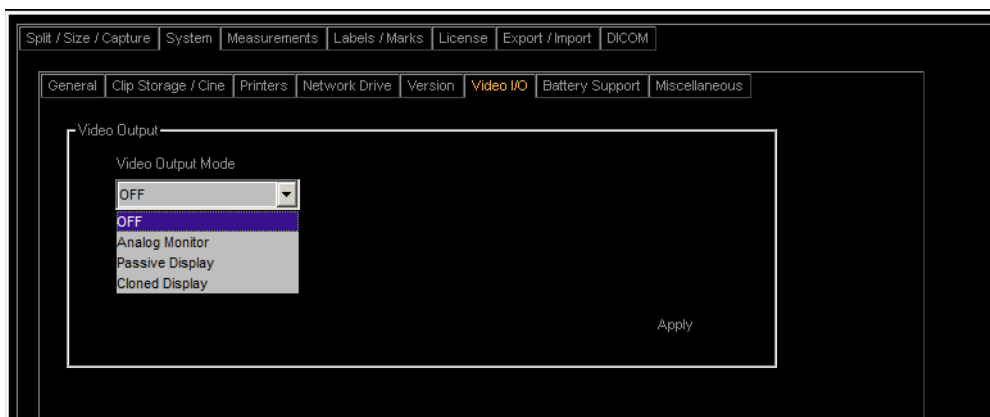 Split / Size / Capture System Measurements Labels / Marks License Export / Import DICOM
General Clip Storage / Cine Printers Network Drive Version Video I/O Battery Support Miscellaneous
Video Output
Video Output Mode
OFF
OFF
Analog Monitor
Passive Display
Cloned Display
Apply